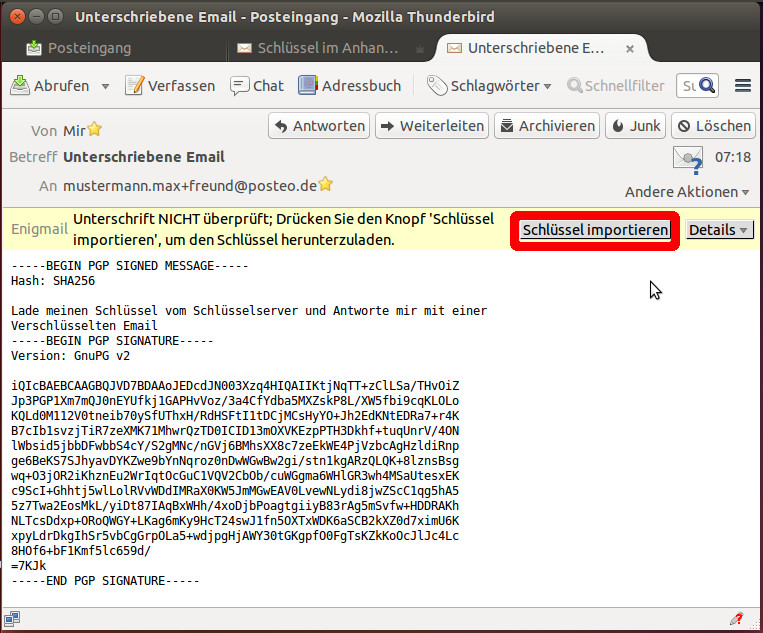 Unterschriebene Email - Posteingang - Mozilla Thunderbird
Posteingang
Schlüssel im Anhan...
Unterschriebene E...
Abrufen
Verfassen
Chat
Adressbuch
Schlagwörter
Schnellfilter
Von Mir
Antworten
Weiterleiten
Archivieren
Junk
Löschen
Betreff Unterschriebene Email
07:18
An mustermann.max+freund@posteo.de
Andere Aktionen
Enigmail
Unterschrift NICHT überprüft; Drücken Sie den Knopf 'Schlüssel
importieren', um den Schlüssel herunterzuladen.
Schlüssel importieren
Details
-----BEGIN PGP SIGNED MESSAGE-----
Hash: SHA256
Lade meinen Schlüssel vom Schlüsselserver und Antworte mir mit einer
Verschlüsselten Email
-----BEGIN PGP SIGNATURE-----
Version: GnuPG v2
iQIcBAEBCAAGBQJVD7BDAAoJEDcdJN003Xzq4HIQAIIKtjNqTT+zClLSa/THvOiZ
Jp3PGP1Xm7mQJ0nEYUfkj1GAPHvVoz/3a4CfYdba5MXZskP8L/XW5fbi9cqKLOLo
KQLd0M112V0tneib70ySfUThxH/RdHSFtI1tDCjMCsHyYO+Jh2EdKNtEDRa7+r4K
B7cIb1svzjTiR7zeXMK71MhwrQzTD0ICID13mOXVKEzpPTH3Dkhf+tuqUnrV/4ON
lWbsid5jbbDFwbbS4cY/S2gMNc/nGVj6BMhsXX8c7zeEkWE4PjVzbcAgHzldiRnp
ge6BeKS7SJhyavDYKZwe9bYnNqroz0nDwWGwBw2gi/stn1kgARzQLQK+8lznsBsg
wq+O3jOR2iKhznEu2WrIqtOcGuC1VQV2CbOb/cuWGgma6WHlGR3wh4MSaUtesxEK
c9ScI+Ghhtj5wlLolRVvWDdIMRaX0KW5JmMGwEAV0LvewNLydi8jwZScC1qg5hA5
5z7Twa2EosMkL/yiDt87IAqBxWHh/4xoDjbPoagtgiiyB83rAg5mSvfw+HDDRAKh
NLTcsDdxp+ORoQWGY+LKag6mKy9HcT24swJ1fn5OXTxWDK6aSCB2kXZ0d7ximU6K
xpyLdrDkgIhSr5vbCgGrpOLa5+wdjpgHjAWY30tGKgpfO0FgTsKZkKoOcJlJc4Lc
8HOf6+bF1Kmf5lc659d/
=7KJk
-----END PGP SIGNATURE-----